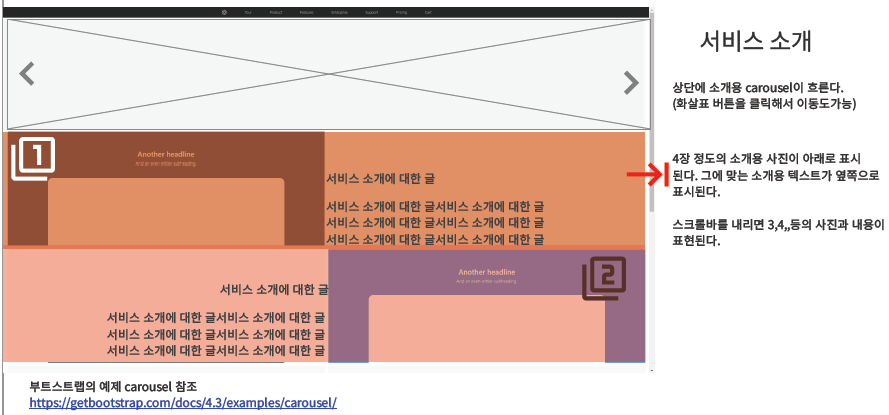 Tour Product Features Enterprise Support Pricing Cart
서비스 소개
상단에 소개용 carousel이 흐른다.
(화살표 버튼을 클릭해서 이동도가능)
1
Another headline
And an even wittier subheading.
서비스 소개에 대한 글
서비스 소개에 대한 글서비스 소개에 대한 글
서비스 소개에 대한 글서비스 소개에 대한 글
서비스 소개에 대한 글서비스 소개에 대한 글
4장 정도의 소개용 사진이 아래로 표시
된다. 그에 맞는 소개용 텍스트가 옆쪽으로
표시된다.
스크롤바를 내리면 3,4,,등의 사진과 내용이
표현된다.
서비스 소개에 대한 글
서비스 소개에 대한 글서비스 소개에 대한 글
서비스 소개에 대한 글서비스 소개에 대한 글
서비스 소개에 대한 글서비스 소개에 대한 글
2
Another headline
And an even wittier subheading.
부트스트랩의 예제 carousel 참조
https://getbootstrap.com/docs/4.3/examples/carousel/